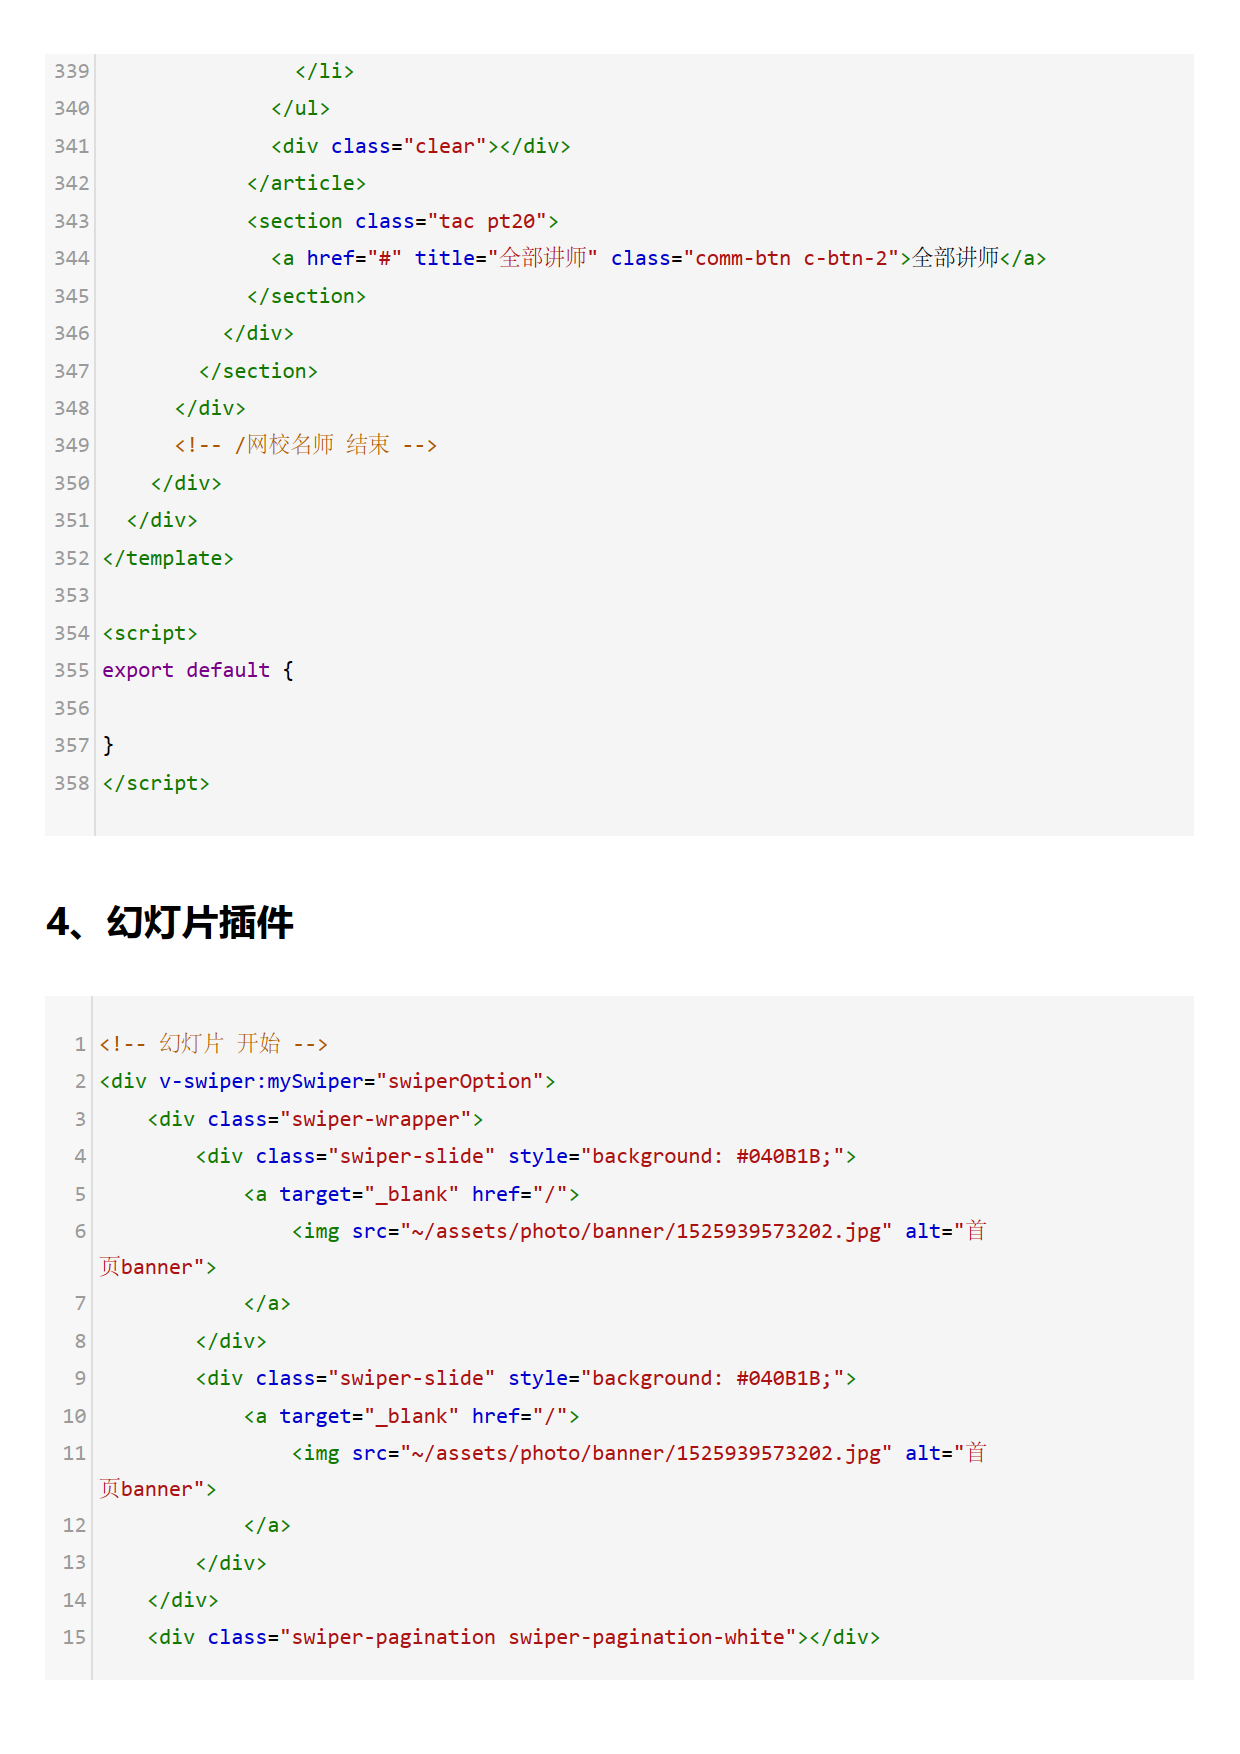 339                 </li>
340               </ul>
341               <div class="clear"></div>
342             </article>
343             <section class="tac pt20">
344               <a href="#" title="全部讲师" class="comm-btn c-btn-2">全部讲师</a>
345             </section>
346           </div>
347         </section>
348       </div>
349       <!-- /网校名师 结束 -->
350     </div>
351   </div>
352 </template>
353
354 <script>
355 export default {
356
357 }
358 </script>
4、幻灯片插件
1 <!-- 幻灯片 开始 -->
2 <div v-swiper:mySwiper="swiperOption">
3     <div class="swiper-wrapper">
4         <div class="swiper-slide" style="background: #040B1B;">
5             <a target="_blank" href="/">
6                 <img src="~/assets/photo/banner/1525939573202.jpg" alt="首
页banner">
7             </a>
8         </div>
9         <div class="swiper-slide" style="background: #040B1B;">
10             <a target="_blank" href="/">
11                 <img src="~/assets/photo/banner/1525939573202.jpg" alt="首
页banner">
12             </a>
13         </div>
14     </div>
15     <div class="swiper-pagination swiper-pagination-white"></div>